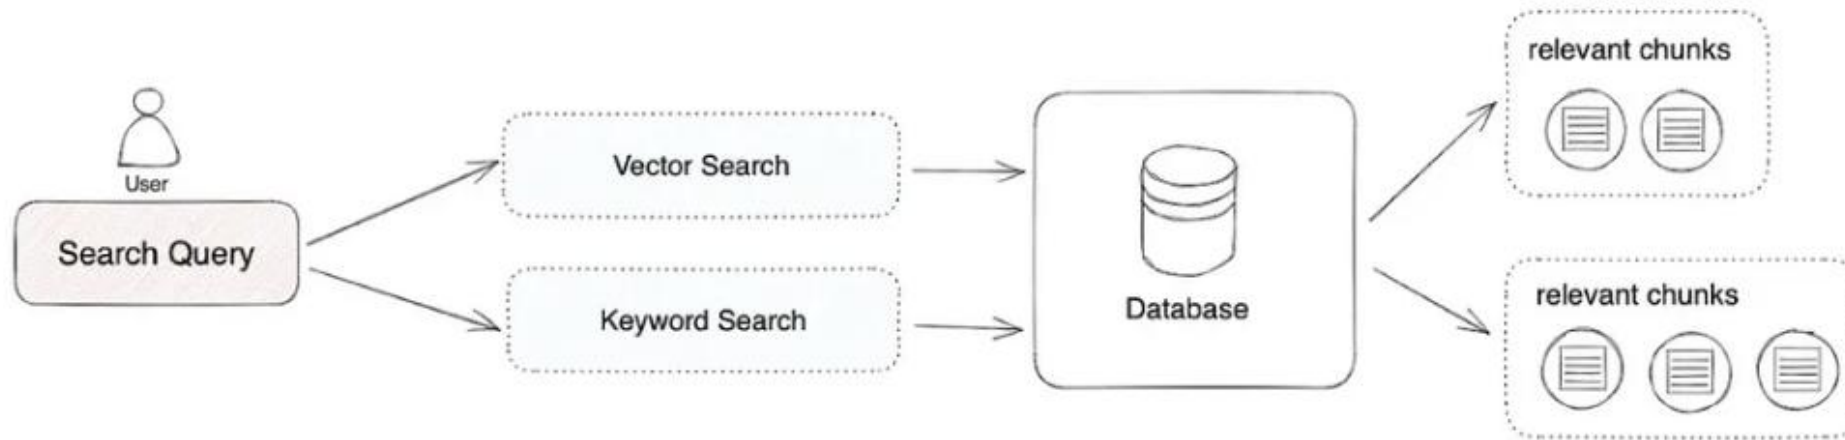 User
Search Query
Vector Search
Keyword Search
Database
relevant chunks
relevant chunks